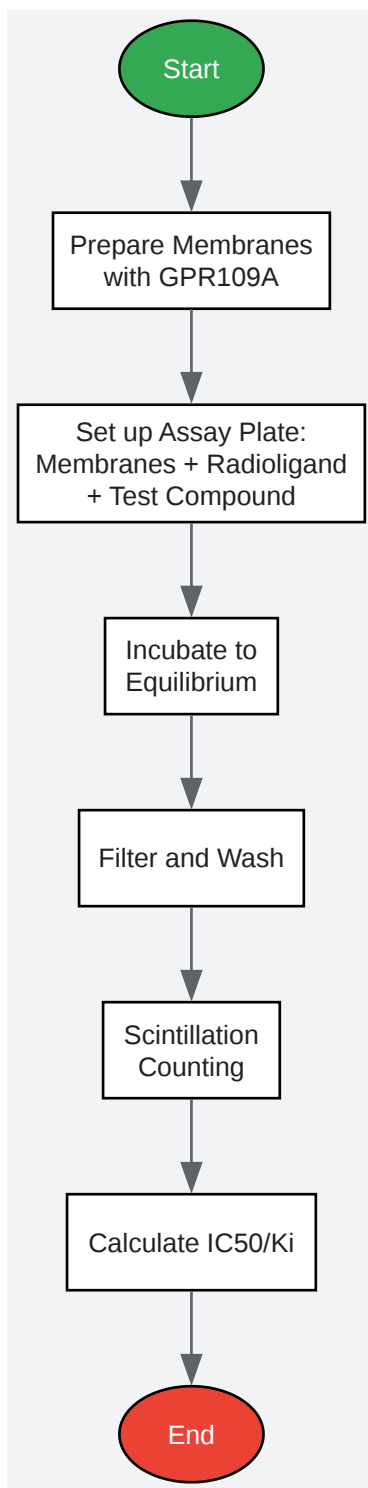 Start
Prepare Membranes
with GPR109A
Set up Assay Plate:
Membranes + Radioligand
+ Test Compound
Incubate to
Equilibrium
Filter and Wash
Scintillation
Counting
Calculate IC50/Ki
End